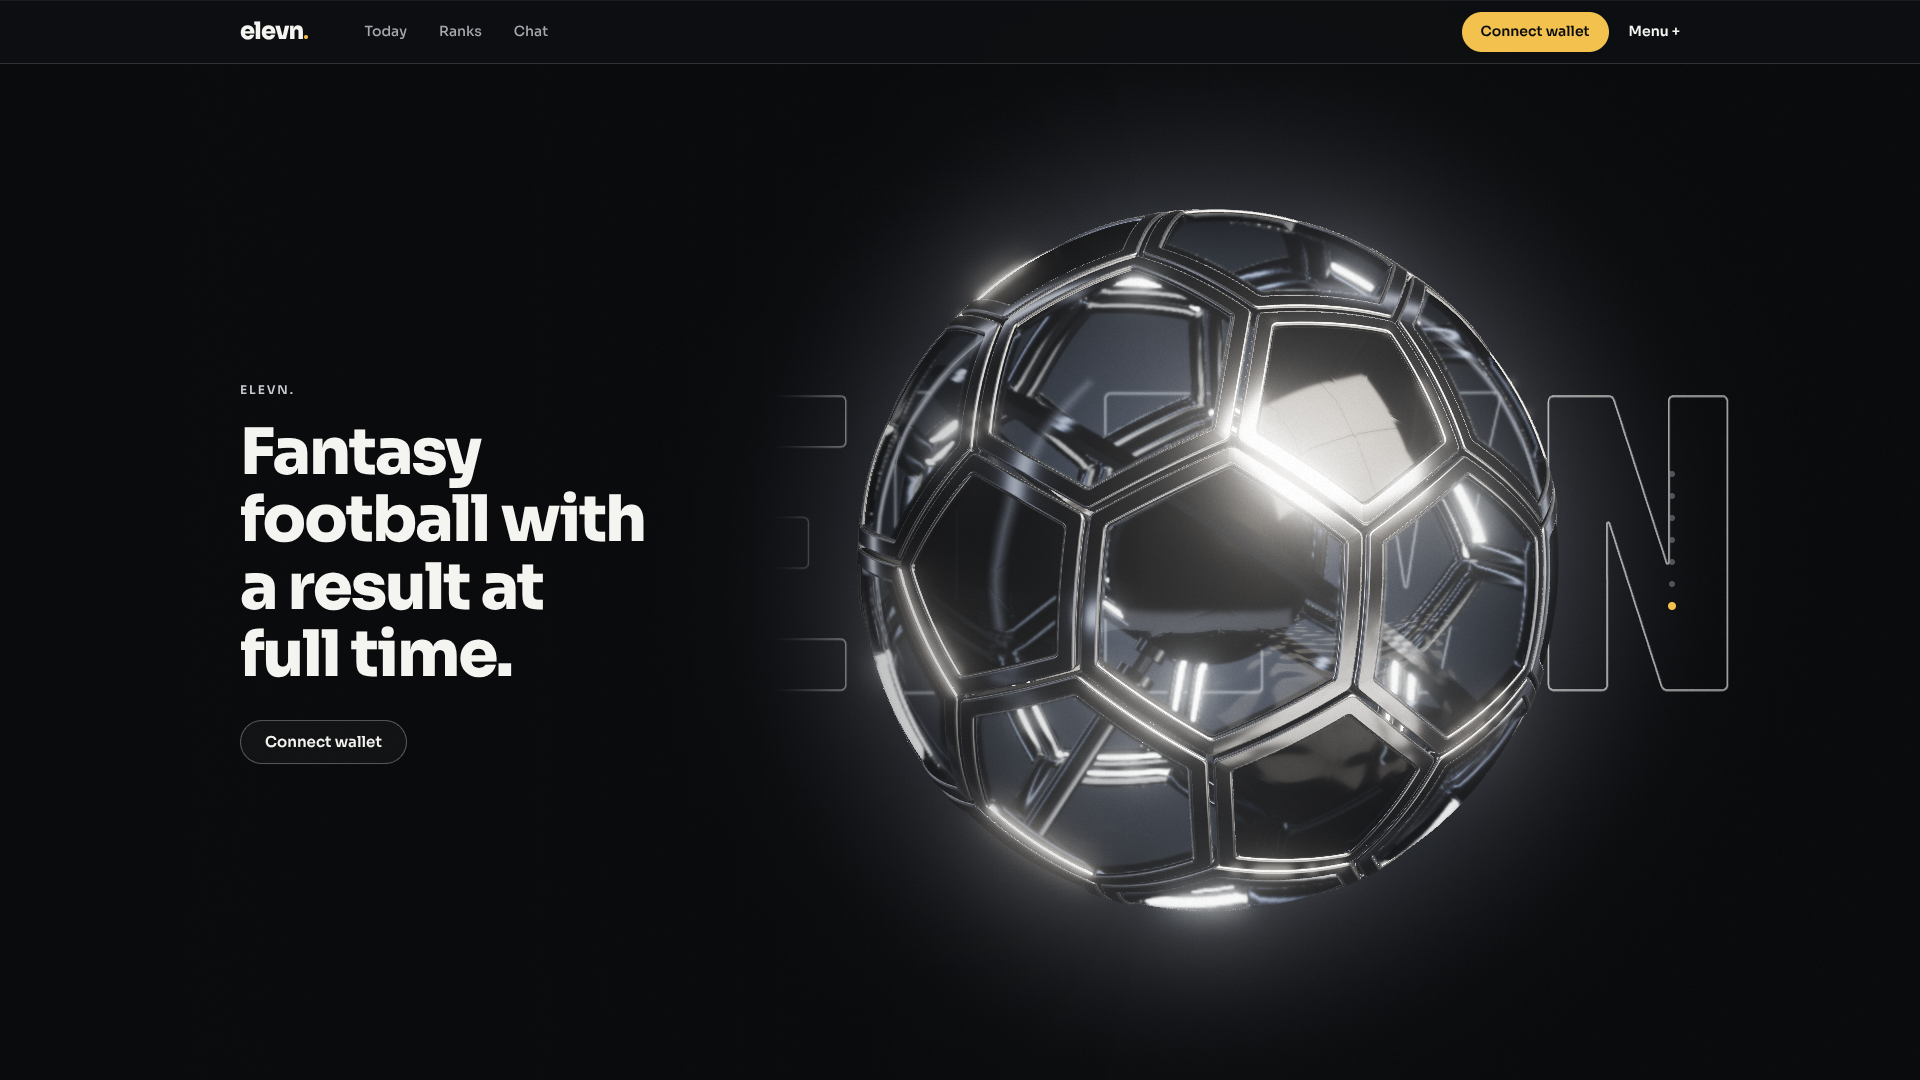 elevn.
Today
Ranks
Chat
Connect wallet
Menu +
ELEVN.
Fantasy
football with
a result at
full time.
Connect wallet